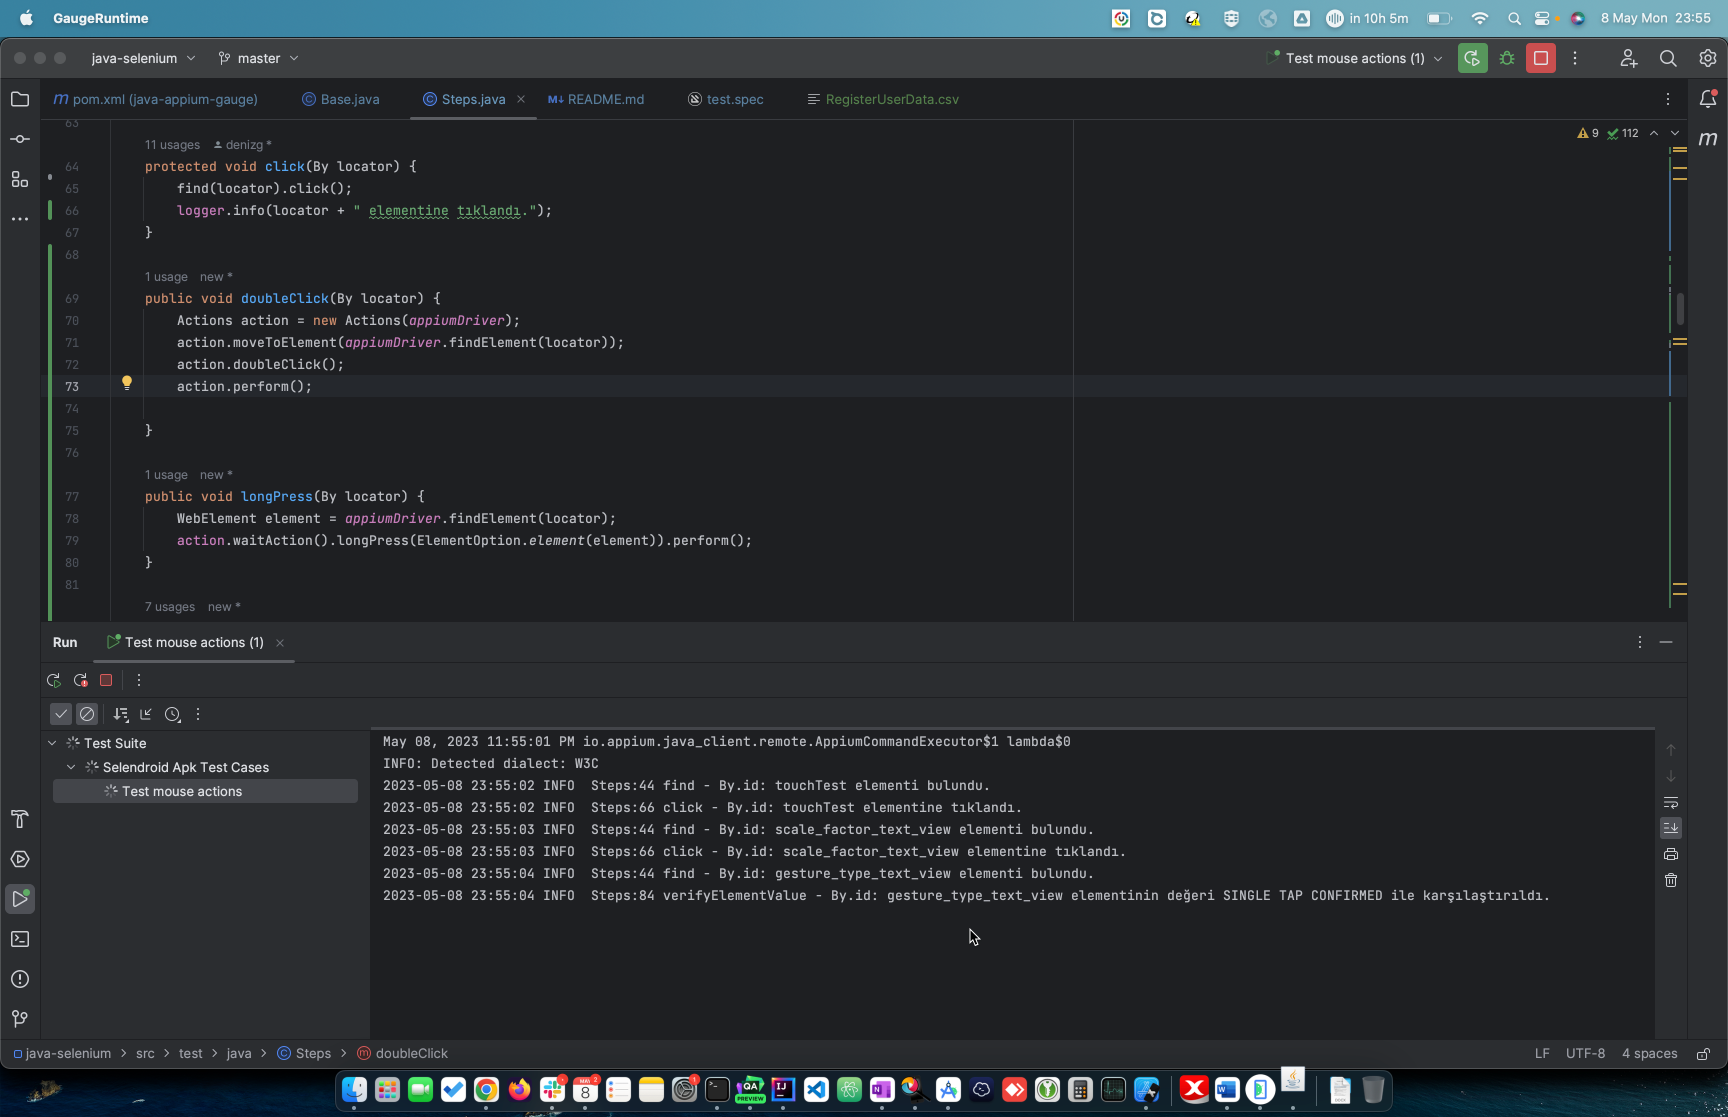 GaugeRuntime
in 10h 5m
8 May Mon 23:55
java-selenium
master
Test mouse actions (1)
pom.xml (java-appium-gauge)
Base.java
Steps.java
README.md
test.spec
RegisterUserData.csv
9 112
63
11 usages denizg *
64 protected void click(By locator) {
65 find(locator).click();
66 logger.info(locator + " elementine tıklandı.");
67 }
68
1 usage new *
69 public void doubleClick(By locator) {
70 Actions action = new Actions(appiumDriver);
71 action.moveToElement(appiumDriver.findElement(locator));
72 action.doubleClick();
73 action.perform();
74
75 }
76
1 usage new *
77 public void longPress(By locator) {
78 WebElement element = appiumDriver.findElement(locator);
79 action.waitAction().longPress(ElementOption.element(element)).perform();
80 }
81
7 usages new *
Run
Test mouse actions (1)
Test Suite
Selendroid Apk Test Cases
Test mouse actions
May 08, 2023 11:55:01 PM io.appium.java_client.remote.AppiumCommandExecutor$1 lambda$0
INFO: Detected dialect: W3C
2023-05-08 23:55:02 INFO  Steps:44 find - By.id: touchTest elementi bulundu.
2023-05-08 23:55:02 INFO  Steps:66 click - By.id: touchTest elementine tıklandı.
2023-05-08 23:55:03 INFO  Steps:44 find - By.id: scale_factor_text_view elementi bulundu.
2023-05-08 23:55:03 INFO  Steps:66 click - By.id: scale_factor_text_view elementine tıklandı.
2023-05-08 23:55:04 INFO  Steps:44 find - By.id: gesture_type_text_view elementi bulundu.
2023-05-08 23:55:04 INFO  Steps:84 verifyElementValue - By.id: gesture_type_text_view elementinin değeri SINGLE TAP CONFIRMED ile karşılaştırıldı.
java-selenium > src > test > java > Steps > doubleClick
LF UTF-8 4 spaces